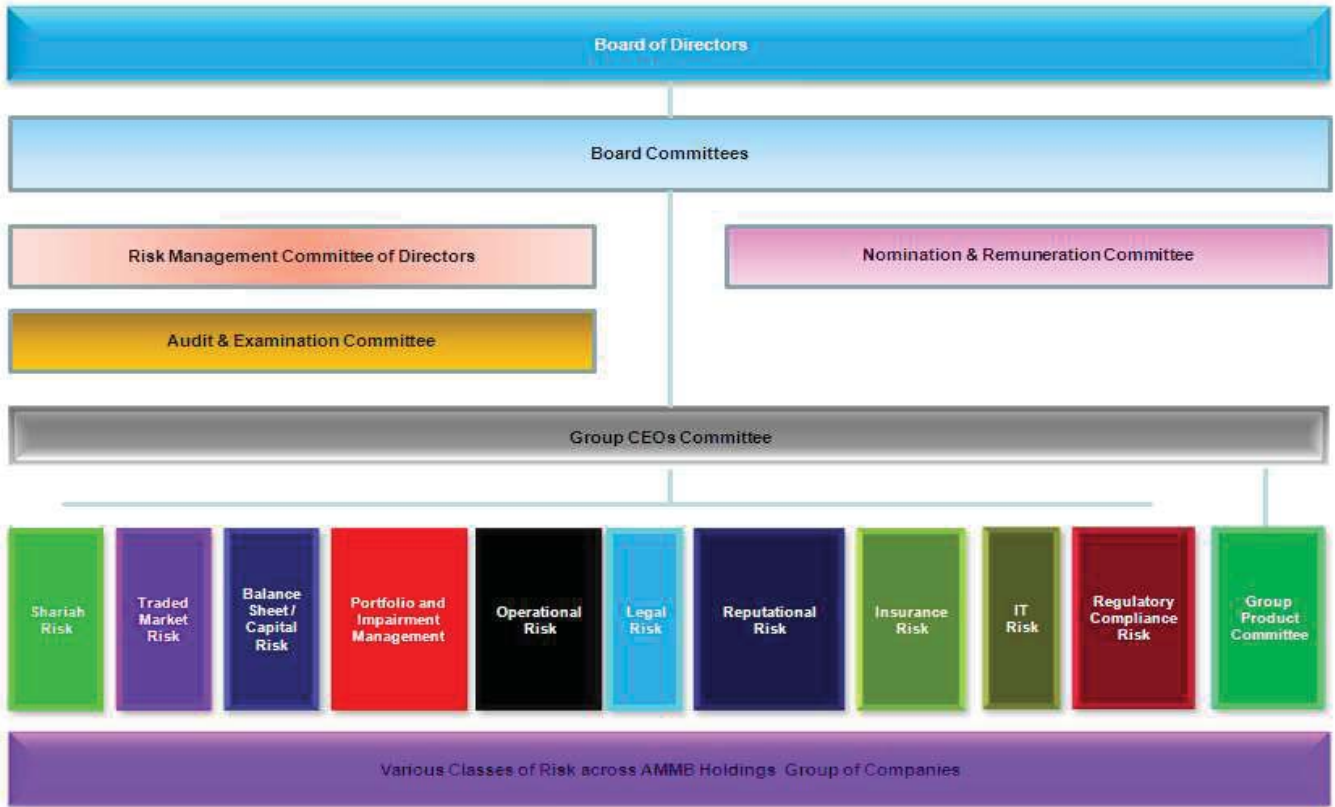 Board of Directors
Board Committees
Risk Management Committee of Directors
Nomination & Remuneration Committee
Audit & Examination Committee
Group CEOs Committee
Shariah
Risk
Traded
Market
Risk
Balance
Sheet /
Capital
Risk
Portfolio and
Impairment
Management
Operational
Risk
Legal
Risk
Reputational
Risk
Insurance
Risk
IT
Risk
Regulatory
Compliance
Risk
Group
Product
Committee
Various Classes of Risk across AMMB Holdings Group of Companies